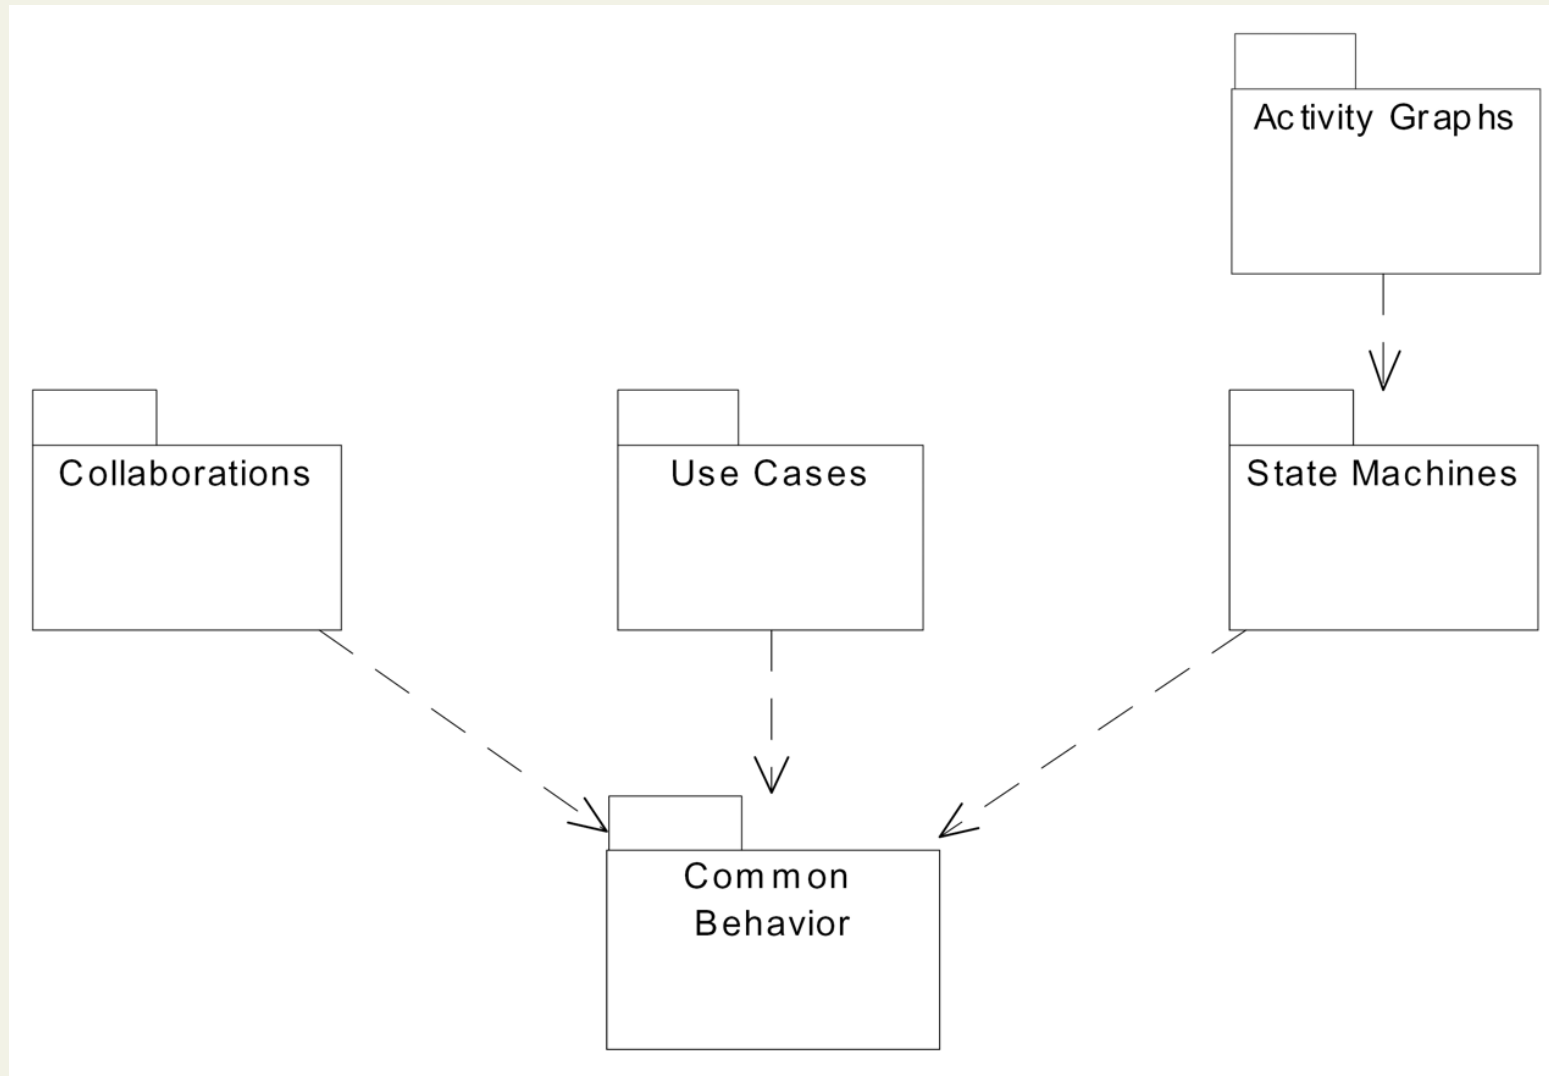 Activity Graphs
Collaborations
Use Cases
State Machines
Common
Behavior